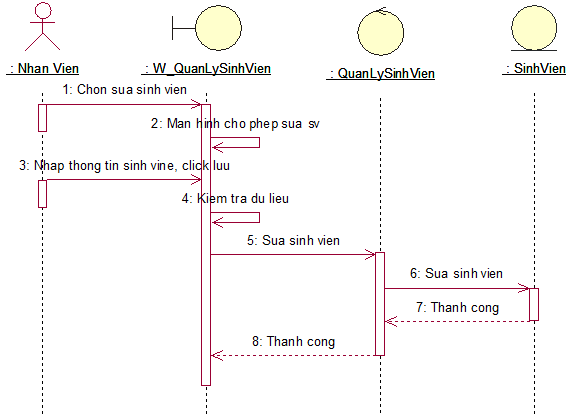 : Nhan Vien
: W_QuanLySinhVien
: QuanLySinhVien
: SinhVien
1: Chon sua sinh vien
2: Man hinh cho phep sua sv
3: Nhap thong tin sinh vine, click luu
4: Kiem tra du lieu
5: Sua sinh vien
6: Sua sinh vien
7: Thanh cong
8: Thanh cong